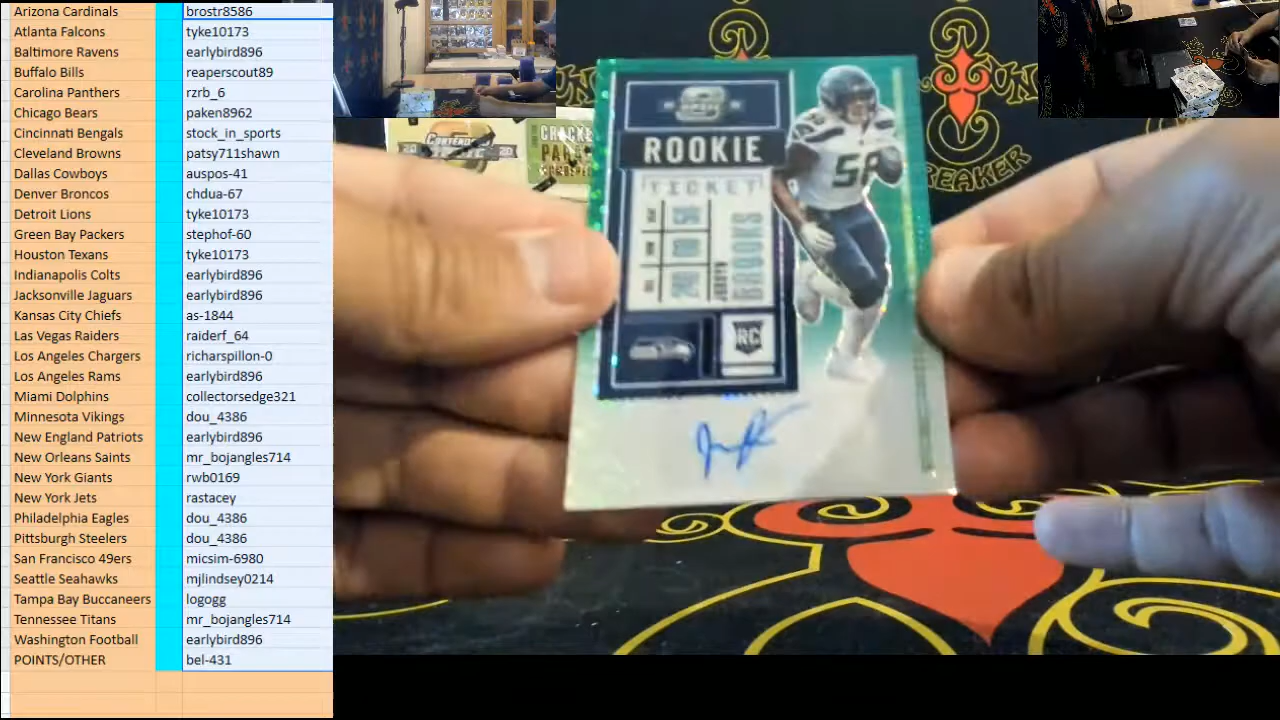 Arizona Cardinals brostr8586
Atlanta Falcons tyke10173
Baltimore Ravens earlybird896
Buffalo Bills reaperscout89
Carolina Panthers rzrb_6
Chicago Bears paken8962
Cincinnati Bengals stock_in_sports
Cleveland Browns patsy711shawn
Dallas Cowboys auspos-41
Denver Broncos chdua-67
Detroit Lions tyke10173
Green Bay Packers stephof-60
Houston Texans tyke10173
Indianapolis Colts earlybird896
Jacksonville Jaguars earlybird896
Kansas City Chiefs as-1844
Las Vegas Raiders raiderf_64
Los Angeles Chargers richarspillon-0
Los Angeles Rams earlybird896
Miami Dolphins collectorsedge321
Minnesota Vikings dou_4386
New England Patriots earlybird896
New Orleans Saints mr_bojangles714
New York Giants rwb0169
New York Jets rastacey
Philadelphia Eagles dou_4386
Pittsburgh Steelers dou_4386
San Francisco 49ers micsim-6980
Seattle Seahawks mjlindsey0214
Tampa Bay Buccaneers logogg
Tennessee Titans mr_bojangles714
Washington Football earlybird896
POINTS/OTHER bel-431
ROOKIE
TICKET
BROOKS
RC
REAKER